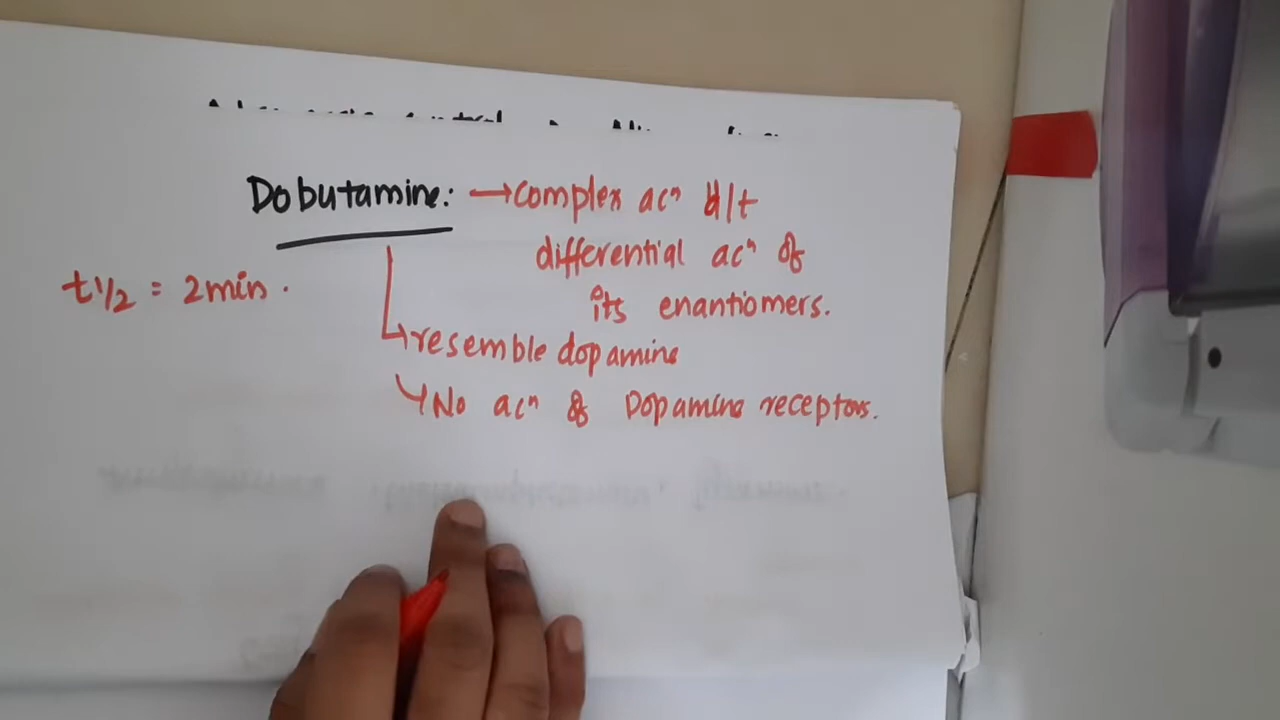 Dobutamine: → complex acⁿ d/t
differential acⁿ of
its enantiomers.
t1/2 = 2min.
resemble dopamine
No acⁿ of Dopamine receptors.